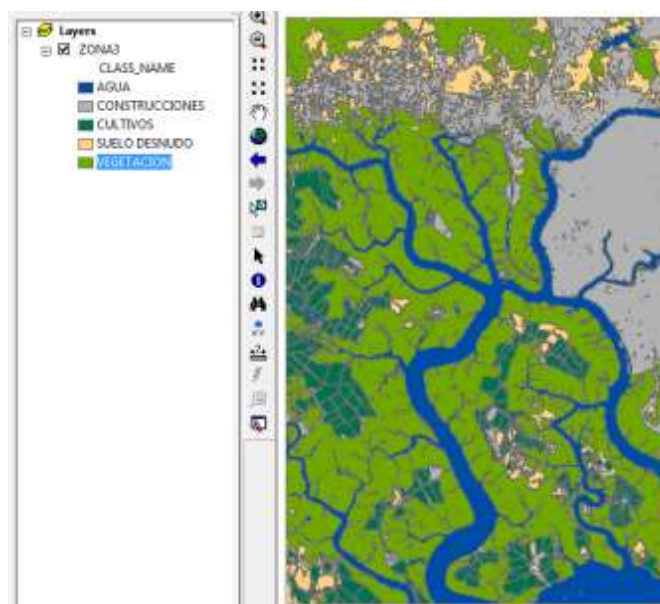 Layers
ZONA3
CLASS_NAME
AGUA
CONSTRUCCIONES
CULTIVOS
SUELO DESNUDO
VEGETACION